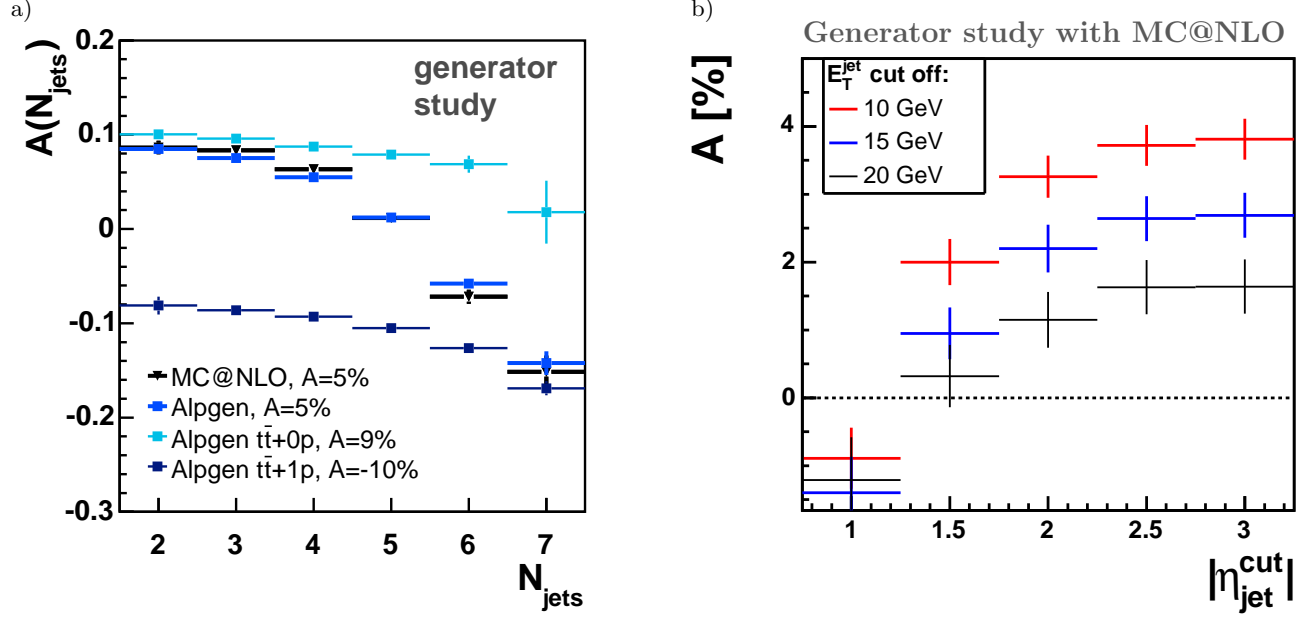 a)
A(N_jets)
0.2
0.1
0
-0.1
-0.2
-0.3
generator
study
MC@NLO, A=5%
Alpgen, A=5%
Alpgen tt̄+0p, A=9%
Alpgen tt̄+1p, A=-10%
2 3 4 5 6 7
N_jets
b)
Generator study with MC@NLO
A [%]
4
2
0
E_T^jet cut off:
10 GeV
15 GeV
20 GeV
1 1.5 2 2.5 3
|η_jet^cut|